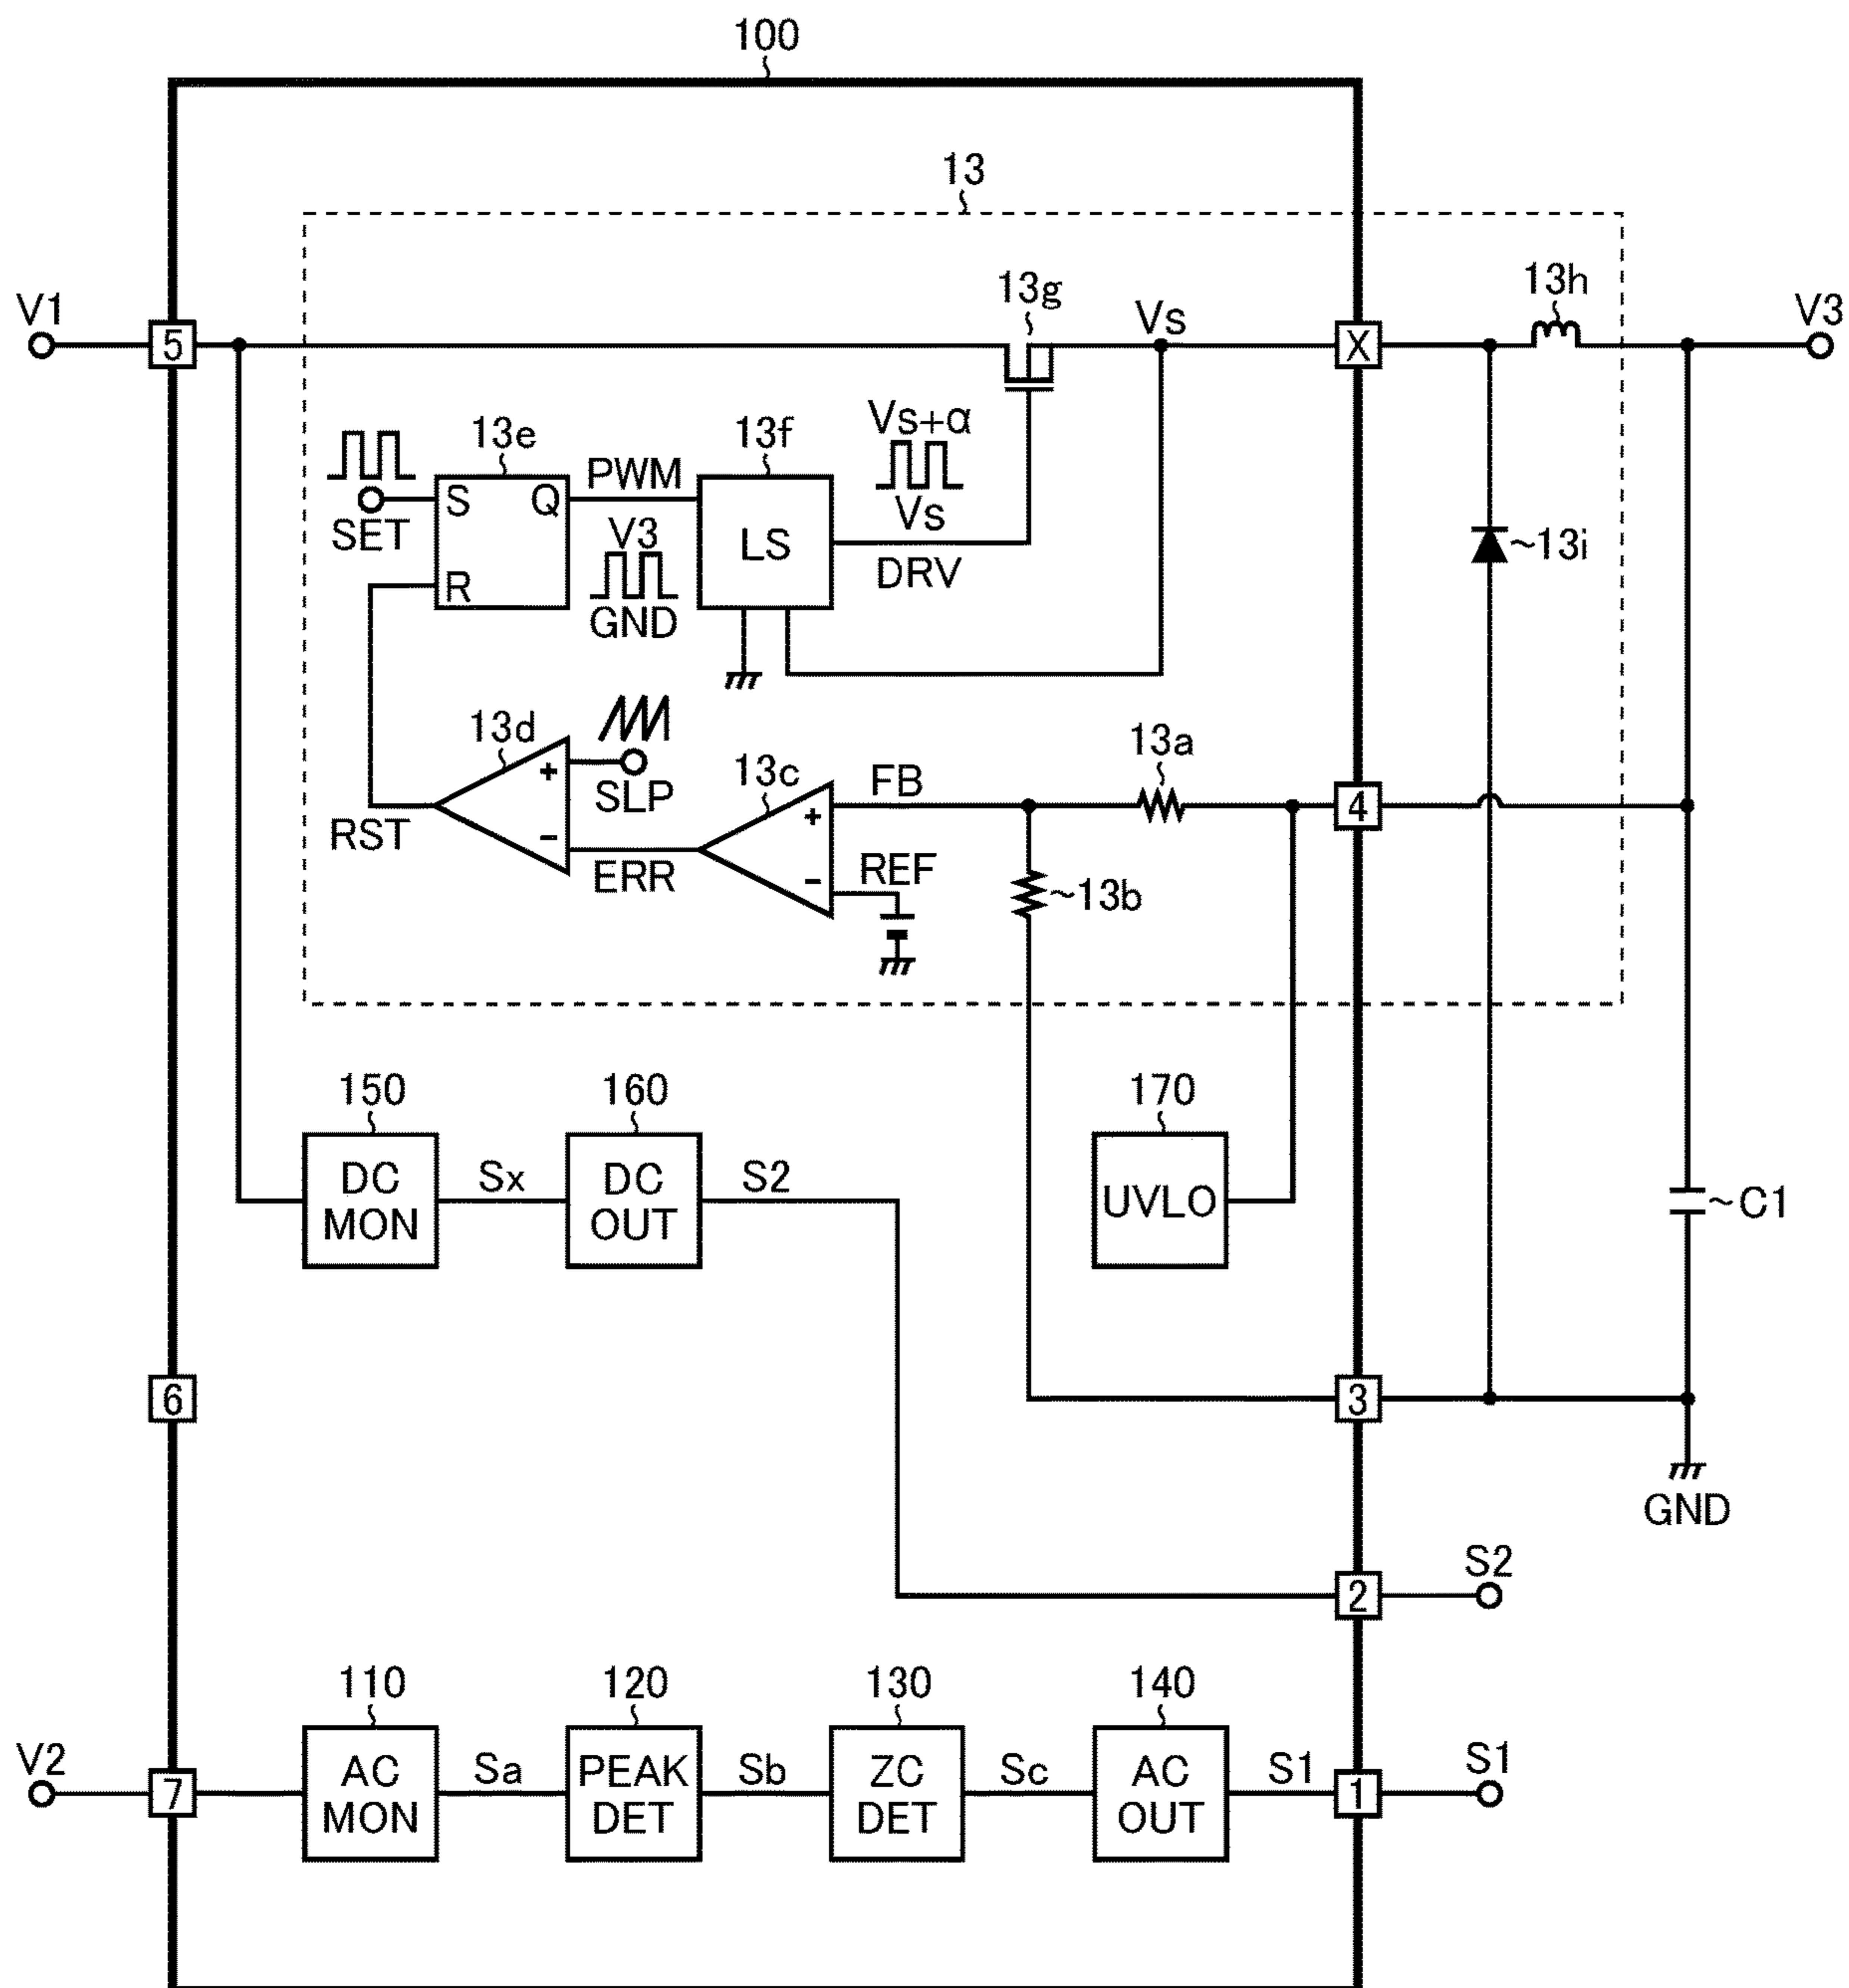 100
13
13g
Vs
13h
V1
5
X
V3
13e
PWM
13f
Vs+α
S
Q
SET
V3
LS
Vs
DRV
~13i
R
GND
13d
SLP
13c
FB
13a
+
4
RST
-
ERR
+
REF
-
~13b
150
160
170
DC
MON
Sx
DC
OUT
S2
UVLO
~C1
6
3
GND
2
S2
110
120
130
140
V2
7
AC
MON
Sa
PEAK
DET
Sb
ZC
DET
Sc
AC
OUT
S1
1
S1